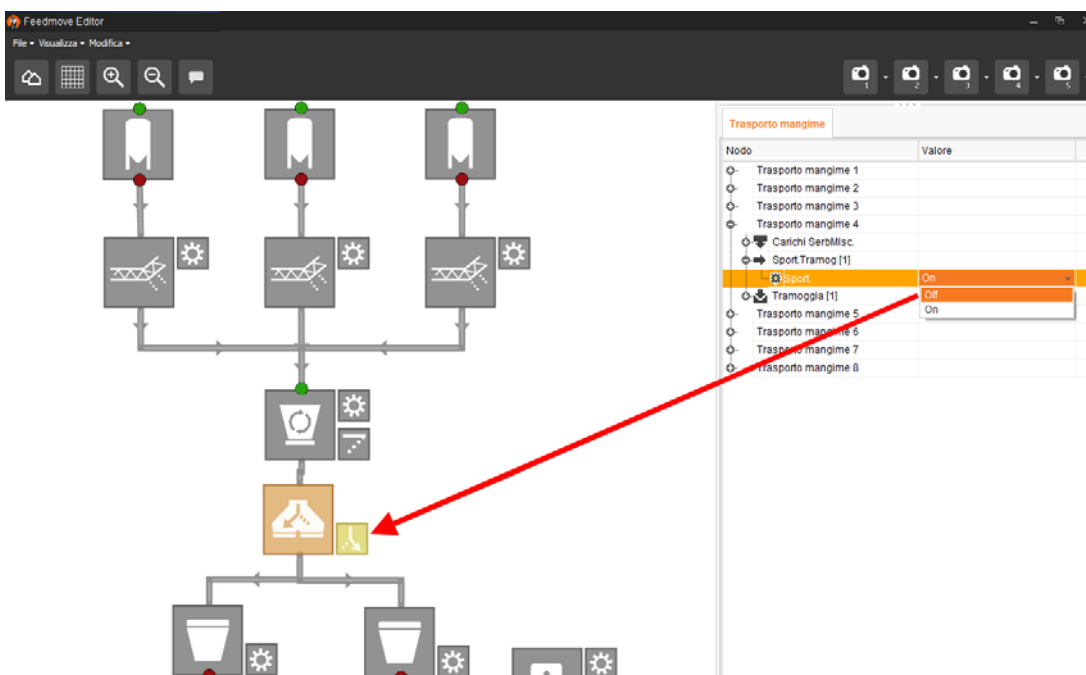 Feedmove Editor
File Visualizza Modifica
1 2 3 4 5
Trasporto mangime
Nodo Valore
Trasporto mangime 1
Trasporto mangime 2
Trasporto mangime 3
Trasporto mangime 4
Carichi SerbMisc.
Sport.Tramog [1]
Sport. On
Tramoggia [1] Off
On
Trasporto mangime 5
Trasporto mangime 6
Trasporto mangime 7
Trasporto mangime 8